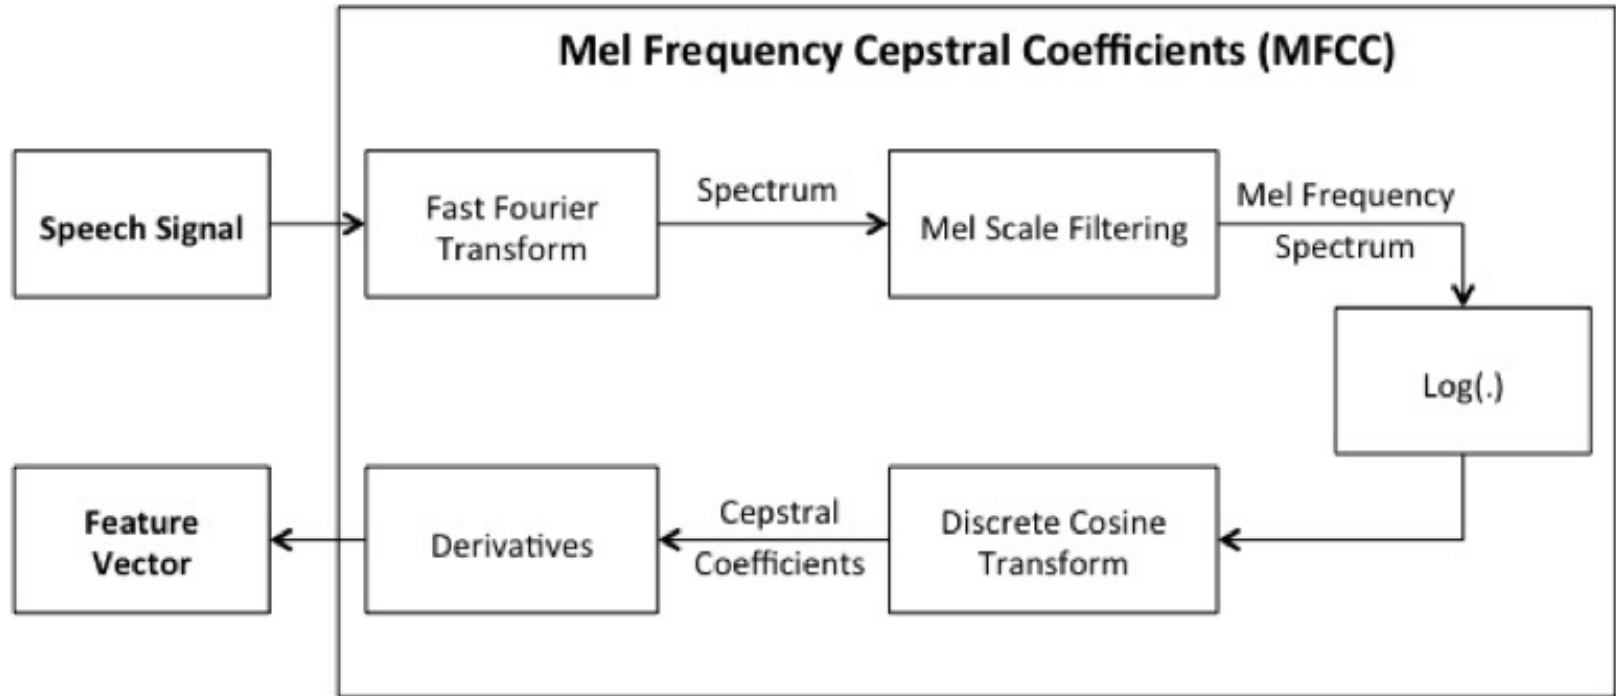 Mel Frequency Cepstral Coefficients (MFCC)
Speech Signal
Fast Fourier
Transform
Spectrum
Mel Scale Filtering
Mel Frequency
Spectrum
Log(.)
Discrete Cosine
Transform
Cepstral
Coefficients
Derivatives
Feature
Vector